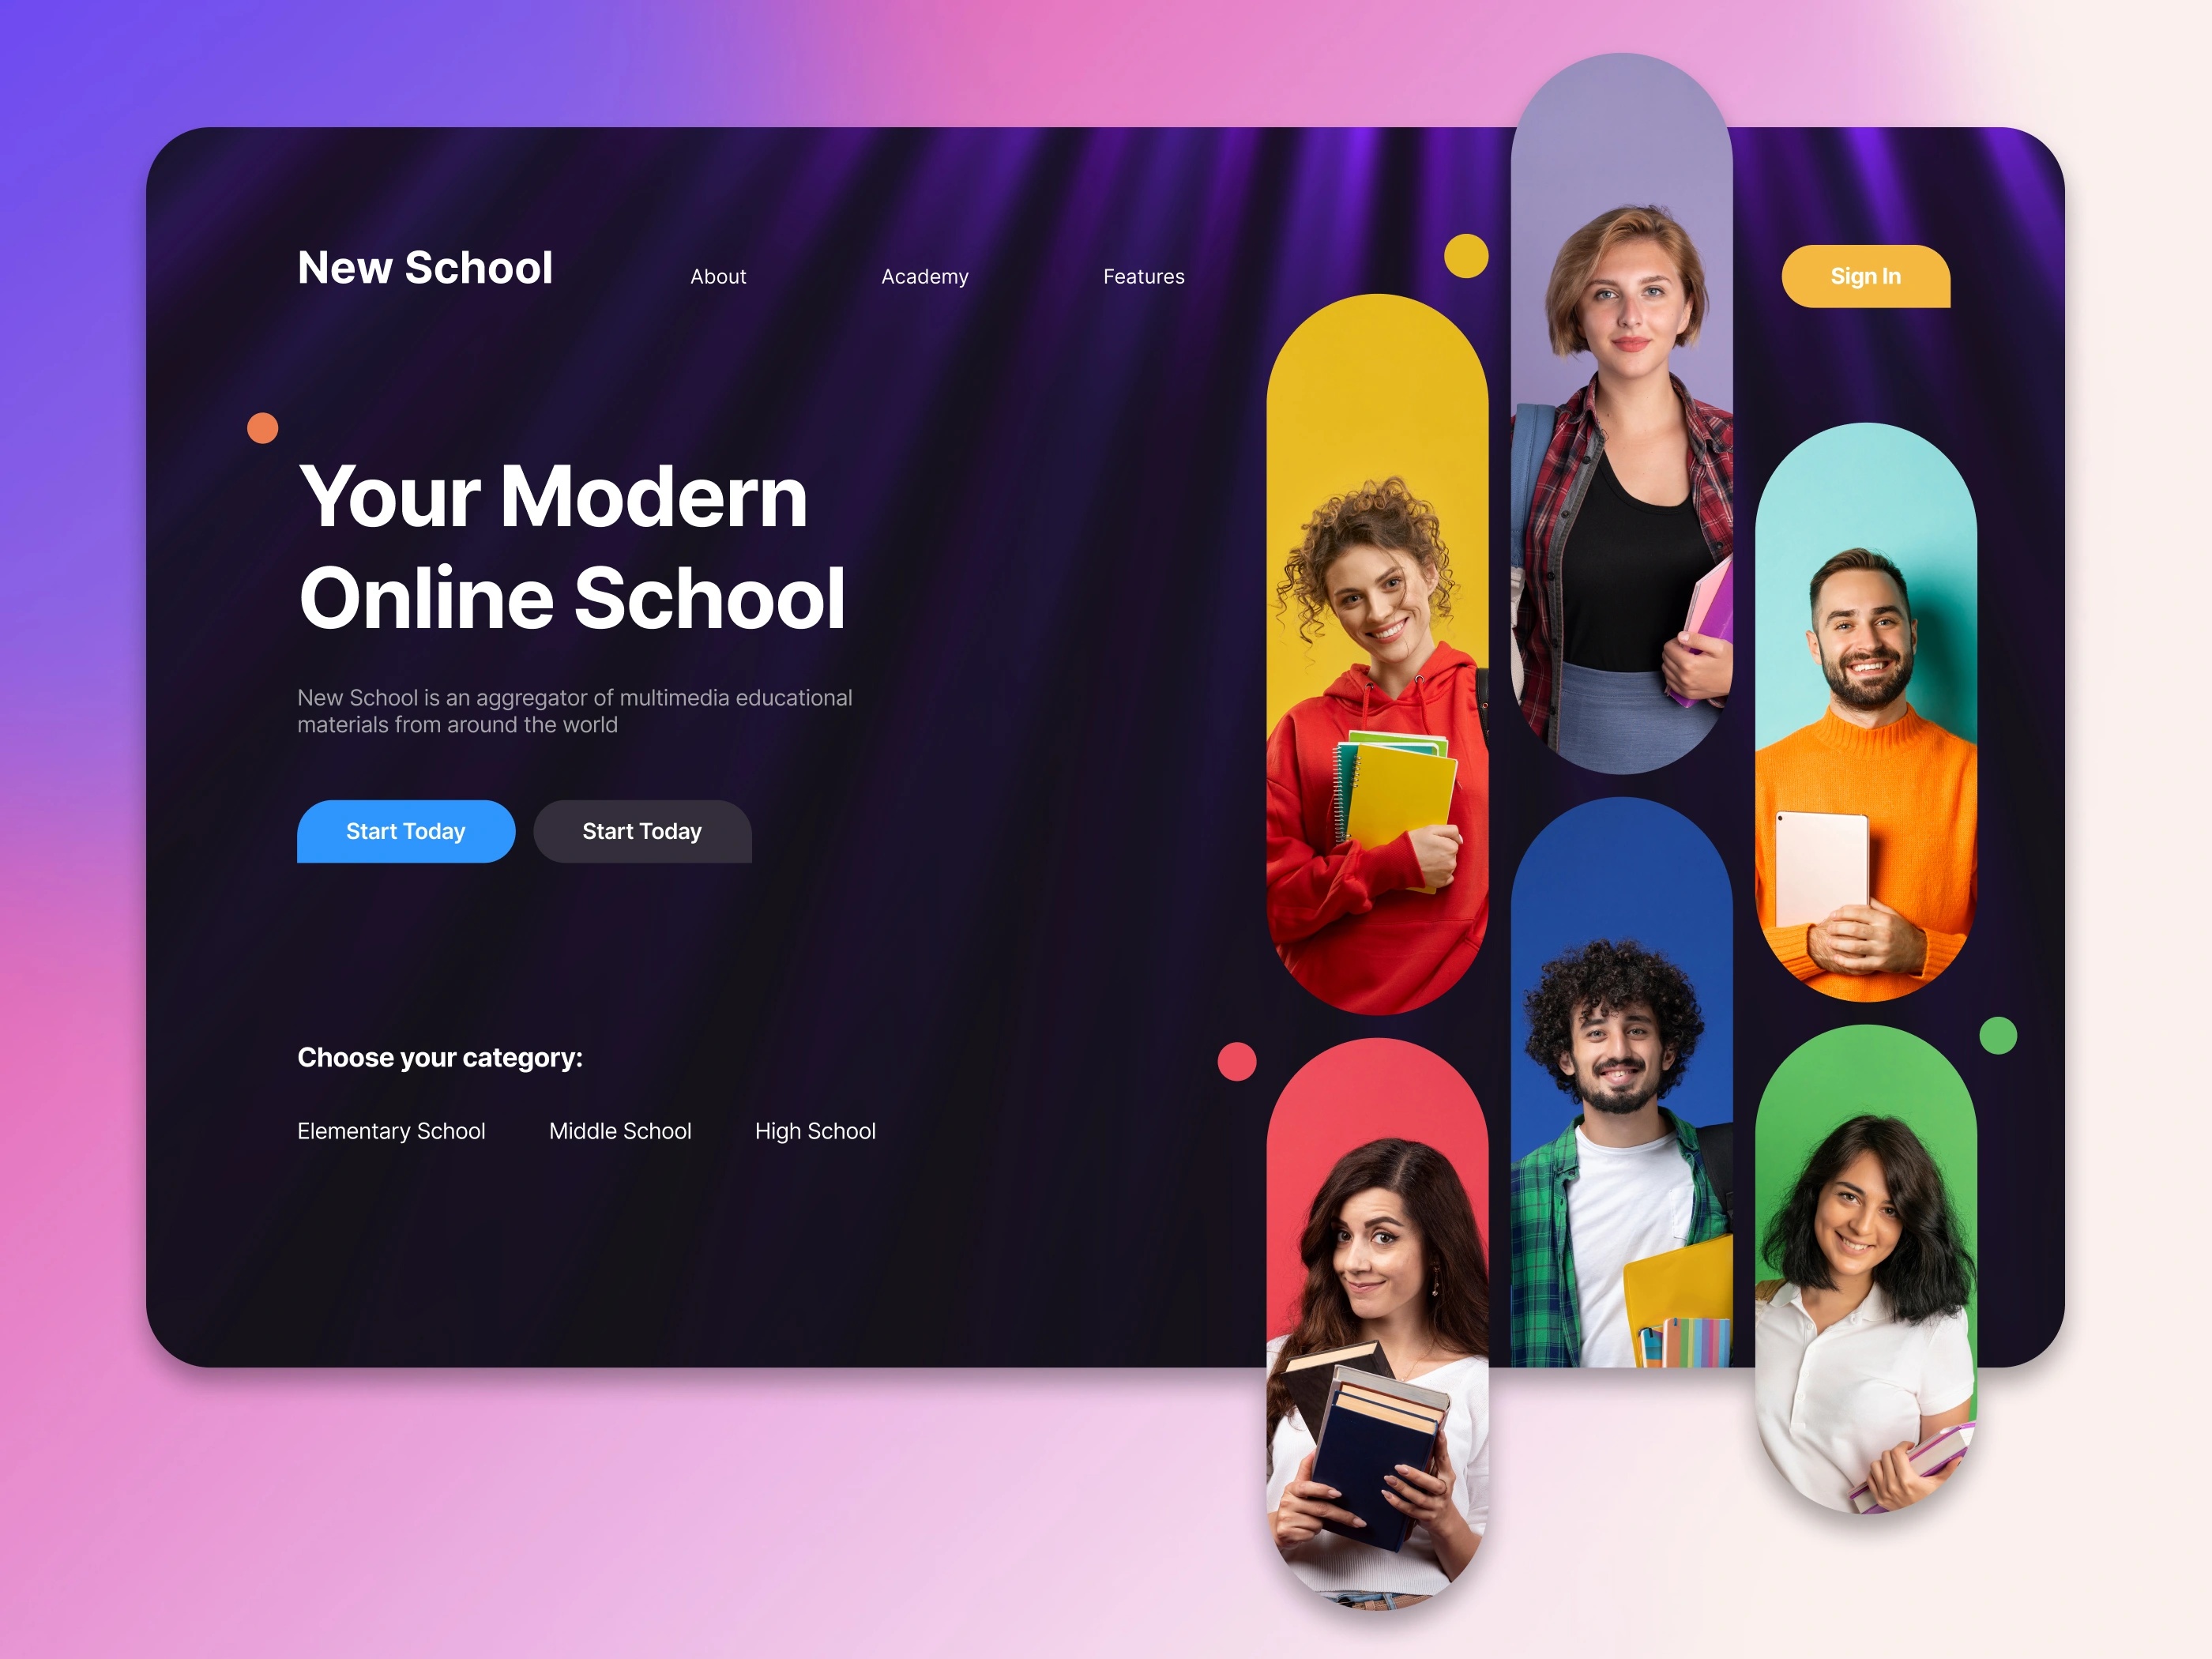 New School
About
Academy
Features
Sign In
Your Modern
Online School
New School is an aggregator of multimedia educational
materials from around the world
Start Today
Start Today
Choose your category:
Elementary School
Middle School
High School